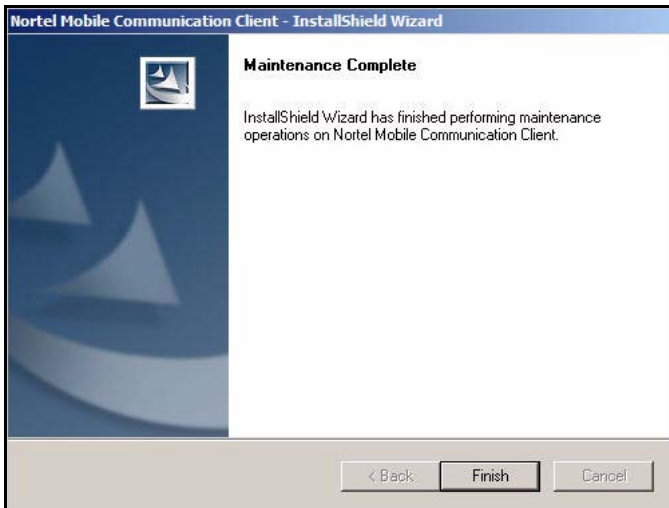 Nortel Mobile Communication Client - InstallShield Wizard
Maintenance Complete
InstallShield Wizard has finished performing maintenance
operations on Nortel Mobile Communication Client.
< Back
Finish
Cancel